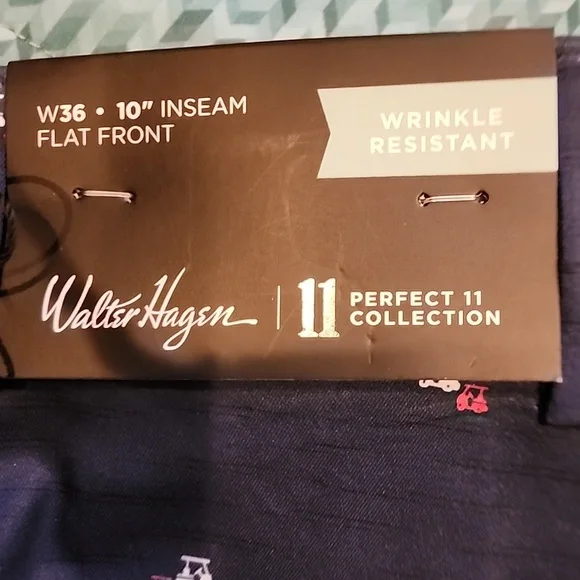 W36 • 10" INSEAM
FLAT FRONT
WRINKLE
RESISTANT
Walter Hagen
11
PERFECT 11
COLLECTION